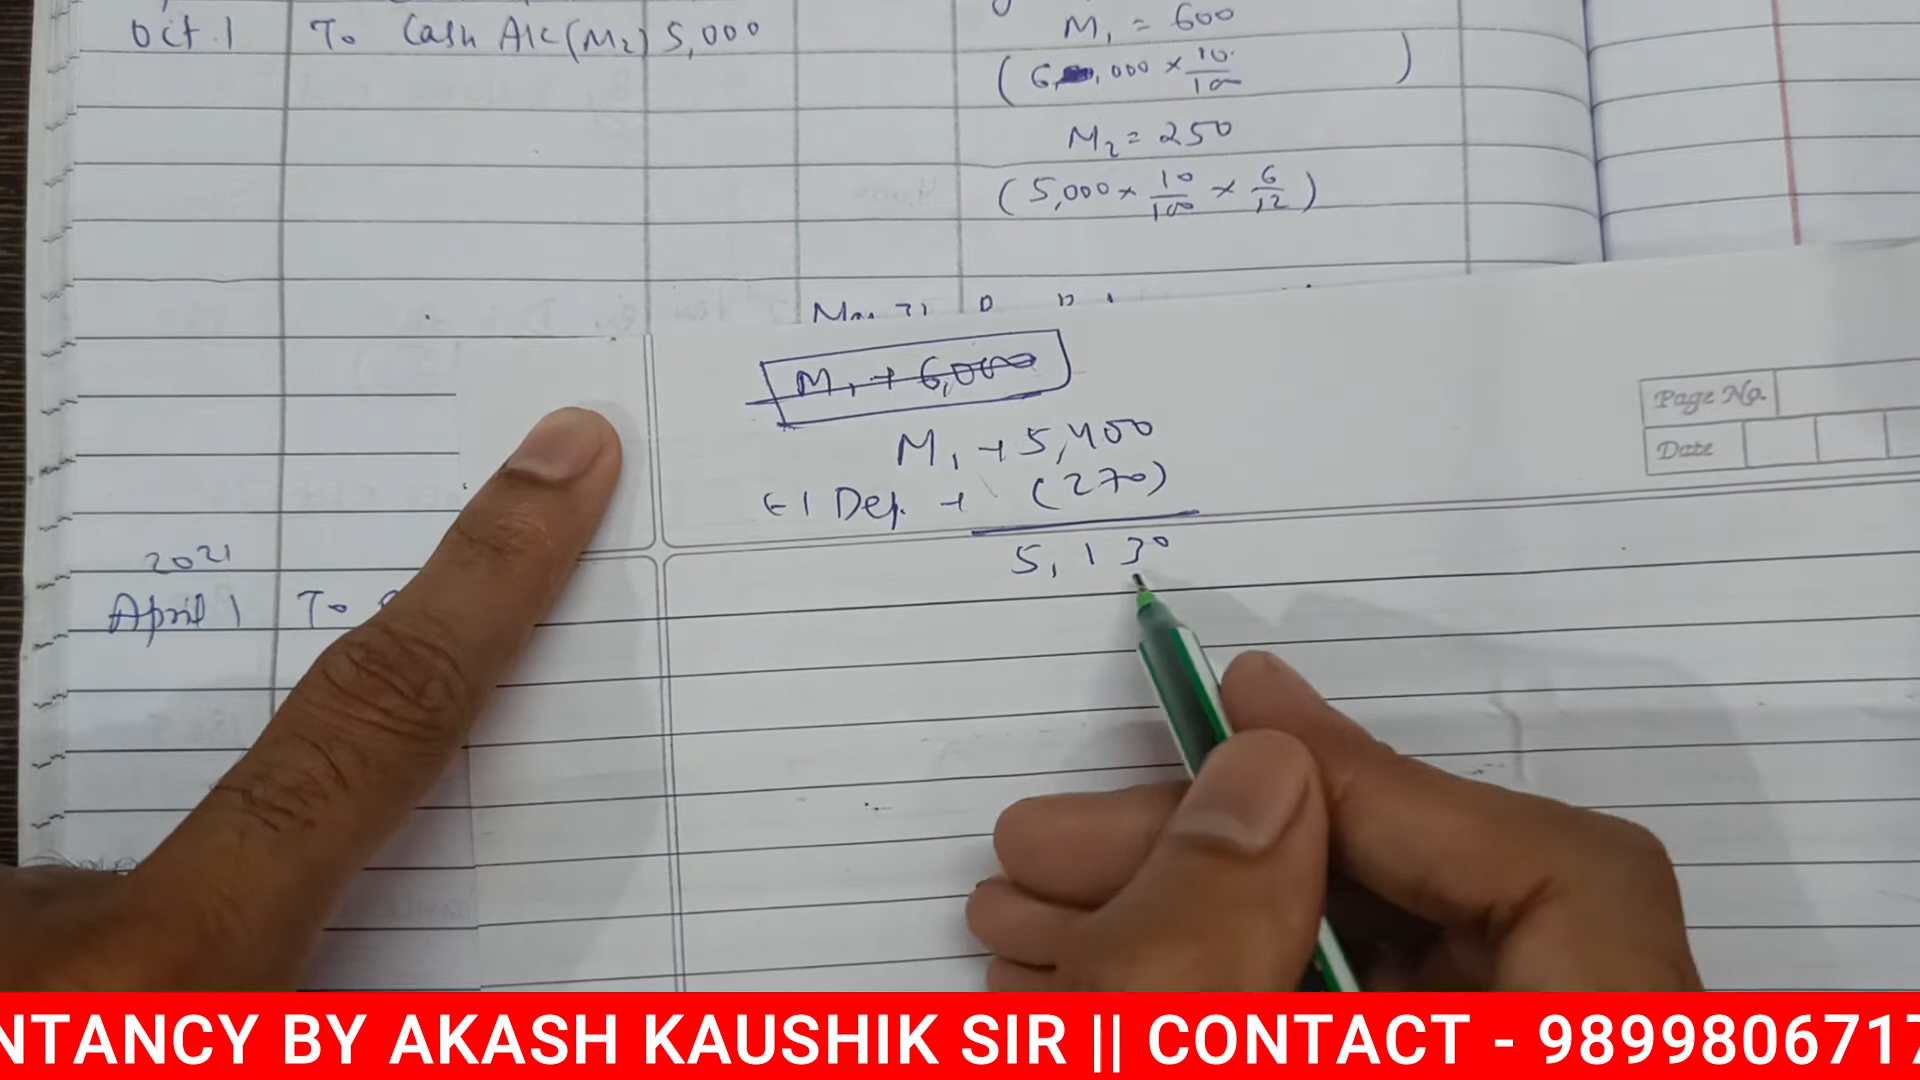 Oct.1 To Cash A/c (M2) 5,000
M1 = 600
(6,000 × 10/100 )
M2 = 250
(5,000 × 10/100 × 6/12)
M1 → 6,000
M1 → 5,400
(-) Dep. → (270)
5,130
Page No.
Date
2021
April 1 To
NTANCY BY AKASH KAUSHIK SIR || CONTACT - 9899806717